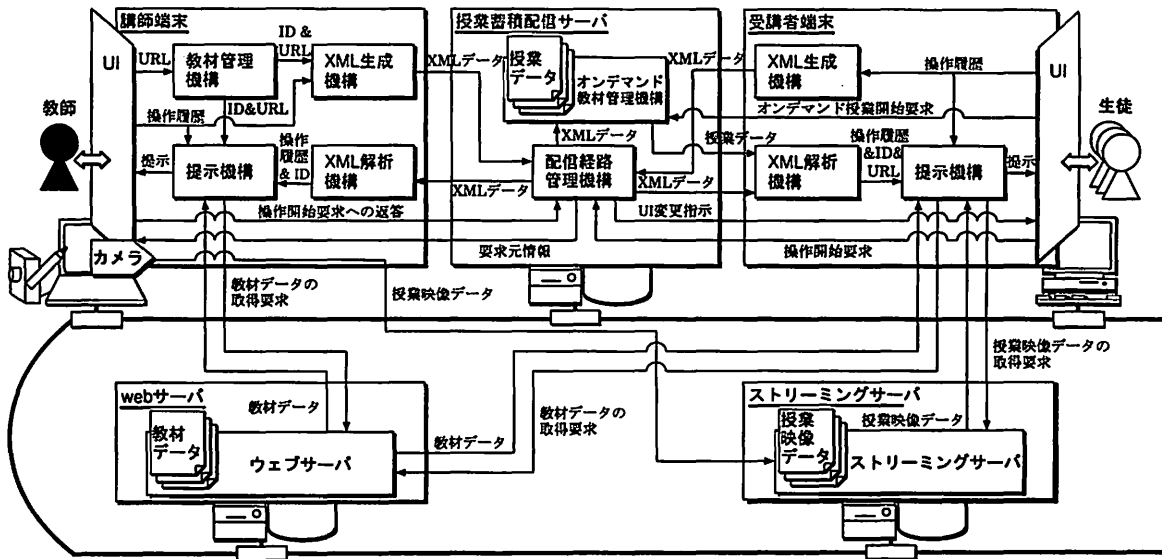 講師端末
授業蓄積配信サーバ
受講者端末
UI
URL
教材管理
機構
ID &
URL
XML生成
機構
XMLデータ
授業
データ
オンデマンド
教材管理機構
XMLデータ
XML生成
機構
操作履歴
UI
教師
操作履歴
ID&URL
オンデマンド授業開始要求
生徒
提示
提示機構
操作
履歴
& ID
XML解析
機構
XMLデータ
XMLデータ
配信経路
管理機構
授業データ
XMLデータ
XML解析
機構
操作履歴
&ID&
URL
提示機構
提示
操作開始要求への返答
UI変更指示
カメラ
要求元情報
操作開始要求
教材データの
取得要求
授業映像データ
授業映像データの
取得要求
webサーバ
教材データ
教材
データ
ウェブサーバ
教材データ
教材データの
取得要求
ストリーミングサーバ
授業
映像
データ
授業映像データ
ストリーミングサーバ